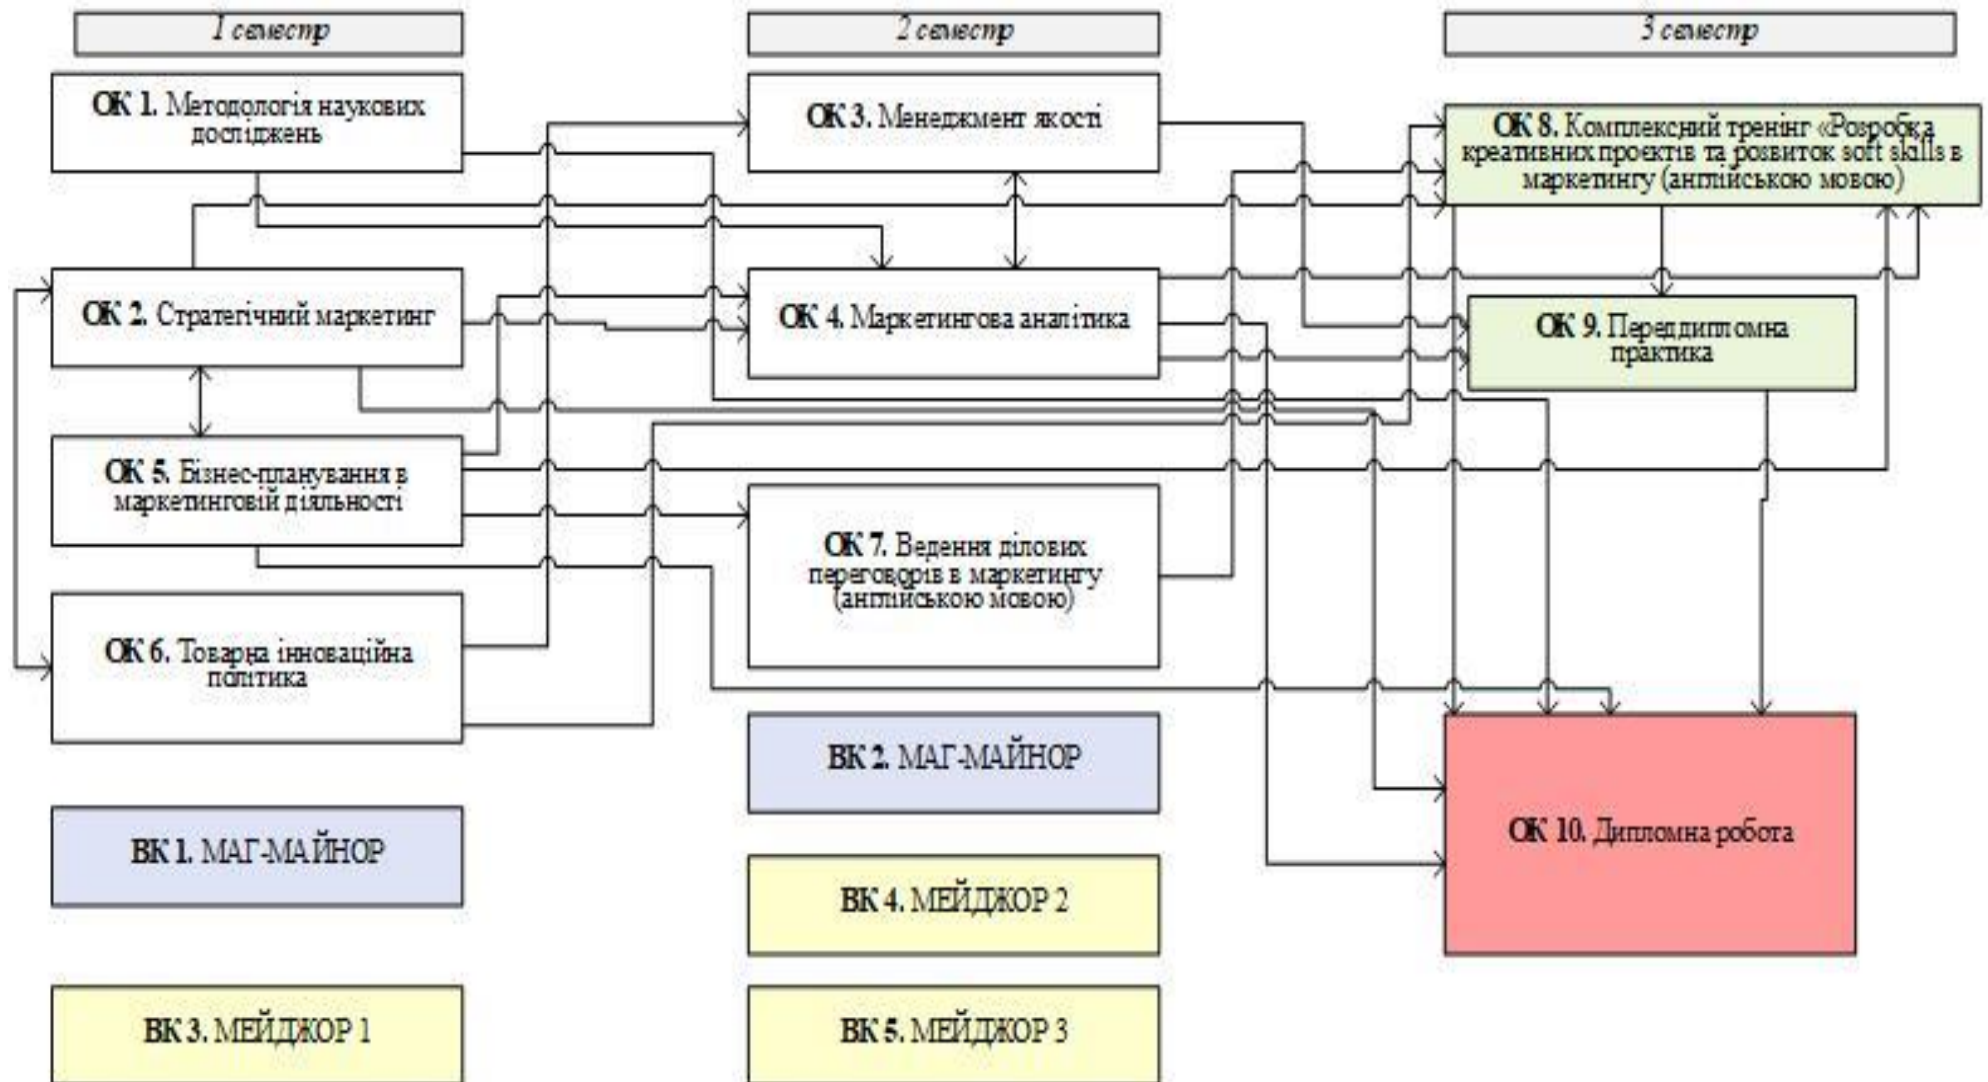 1 семестр
2 семестр
3 семестр
ОК 1. Методологія наукових
досліджень
ОК 2. Стратегічний маркетинг
ОК 5. Бізнес-планування в
маркетинговій діяльності
ОК 6. Товарна інноваційна
політика
ВК 1. МАГ-МАЙНОР
ВК 3. МЕЙДЖОР 1
ОК 3. Менеджмент якості
ОК 4. Маркетингова аналітика
ОК 7. Ведення ділових
переговорів в маркетингу
(англійською мовою)
ВК 2. МАГ-МАЙНОР
ВК 4. МЕЙДЖОР 2
ВК 5. МЕЙДЖОР 3
ОК 8. Комплексний тренінг «Розробка
креативних проєктів та розвиток soft skills в
маркетингу (англійською мовою)
ОК 9. Переддипломна
практика
ОК 10. Дипломна робота